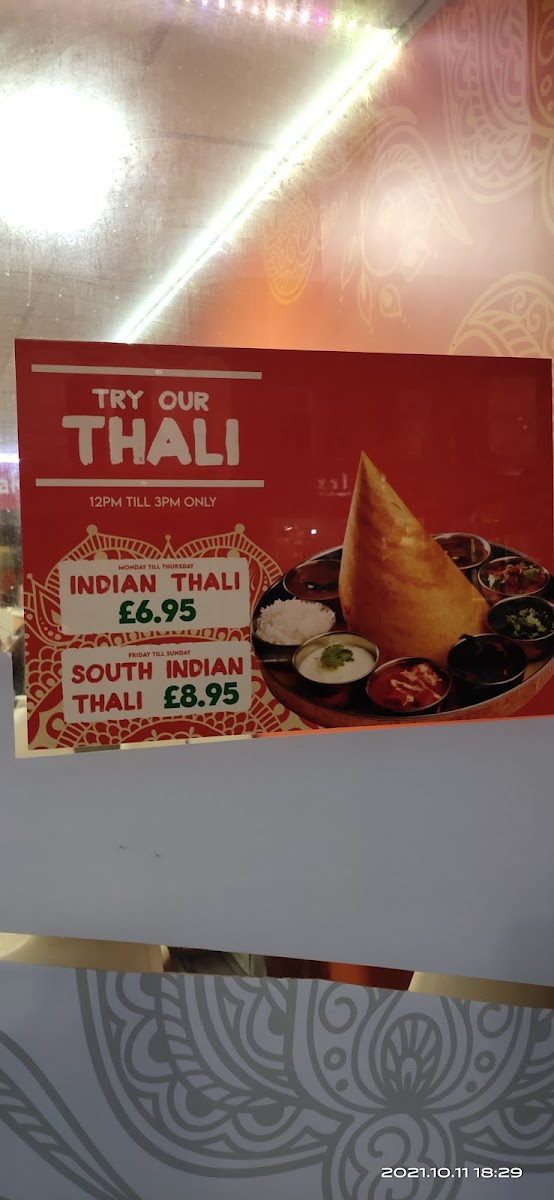 TRY OUR
THALI
12PM TILL 3PM ONLY
MONDAY TILL THURSDAY
INDIAN THALI
£6.95
FRIDAY TILL SUNDAY
SOUTH INDIAN
THALI £8.95
2021.10.11 18:29